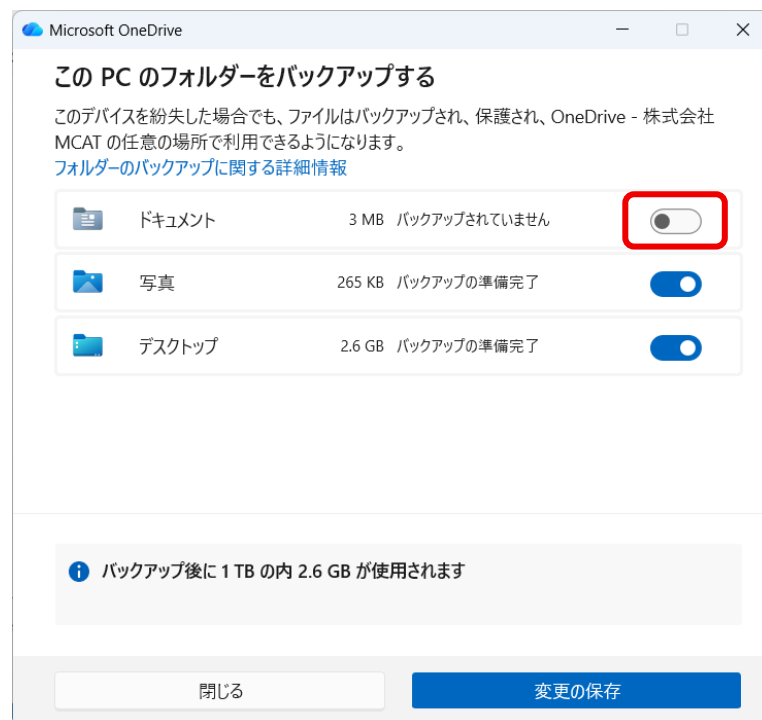 Microsoft OneDrive
この PC のフォルダーをバックアップする
このデバイスを紛失した場合でも、ファイルはバックアップされ、保護され、OneDrive - 株式会社
MCAT の任意の場所で利用できるようになります。
フォルダーのバックアップに関する詳細情報
ドキュメント 3 MB バックアップされていません
写真 265 KB バックアップの準備完了
デスクトップ 2.6 GB バックアップの準備完了
バックアップ後に 1 TB の内 2.6 GB が使用されます
閉じる 変更の保存